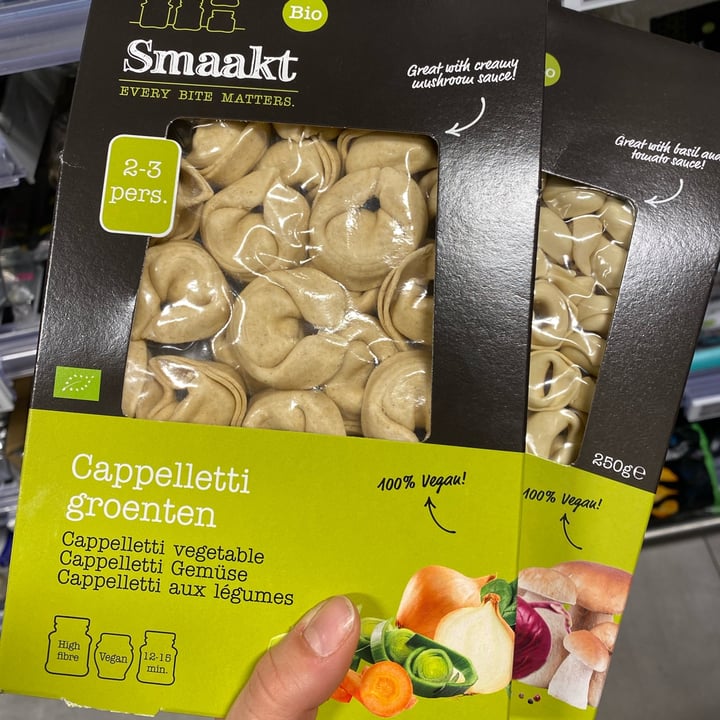 Bio
Smaakt
EVERY BITE MATTERS.
Great with creamy
mushroom sauce!
2-3
pers.
Cappelletti
groenten
100% Vegan!
Cappelletti vegetable
Cappelletti Gemüse
Cappelletti aux légumes
High
fibre
Vegan
12-15
min.
Great with basil and
tomato sauce!
250g℮
100% Vegan!